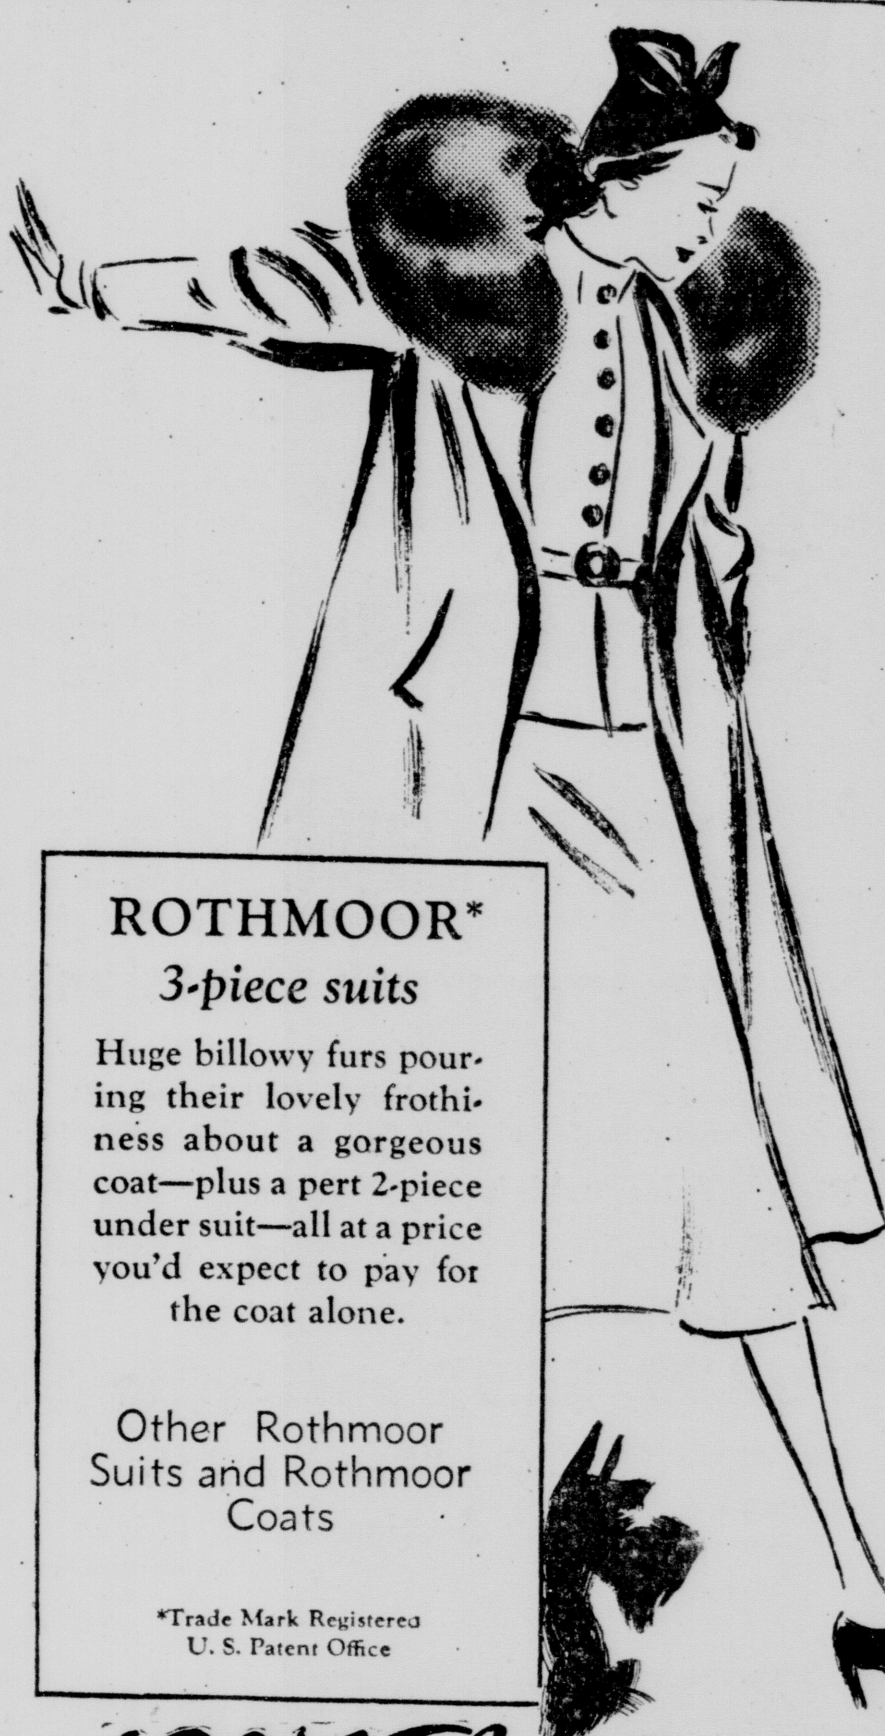 ROTHMOOR*
3-piece suits
Huge billowy furs pour-
ing their lovely frothi-
ness about a gorgeous
coat—plus a pert 2-piece
under suit—all at a price
you'd expect to pay for
the coat alone.
Other Rothmoor
Suits and Rothmoor
Coats
*Trade Mark Registered
U. S. Patent Office